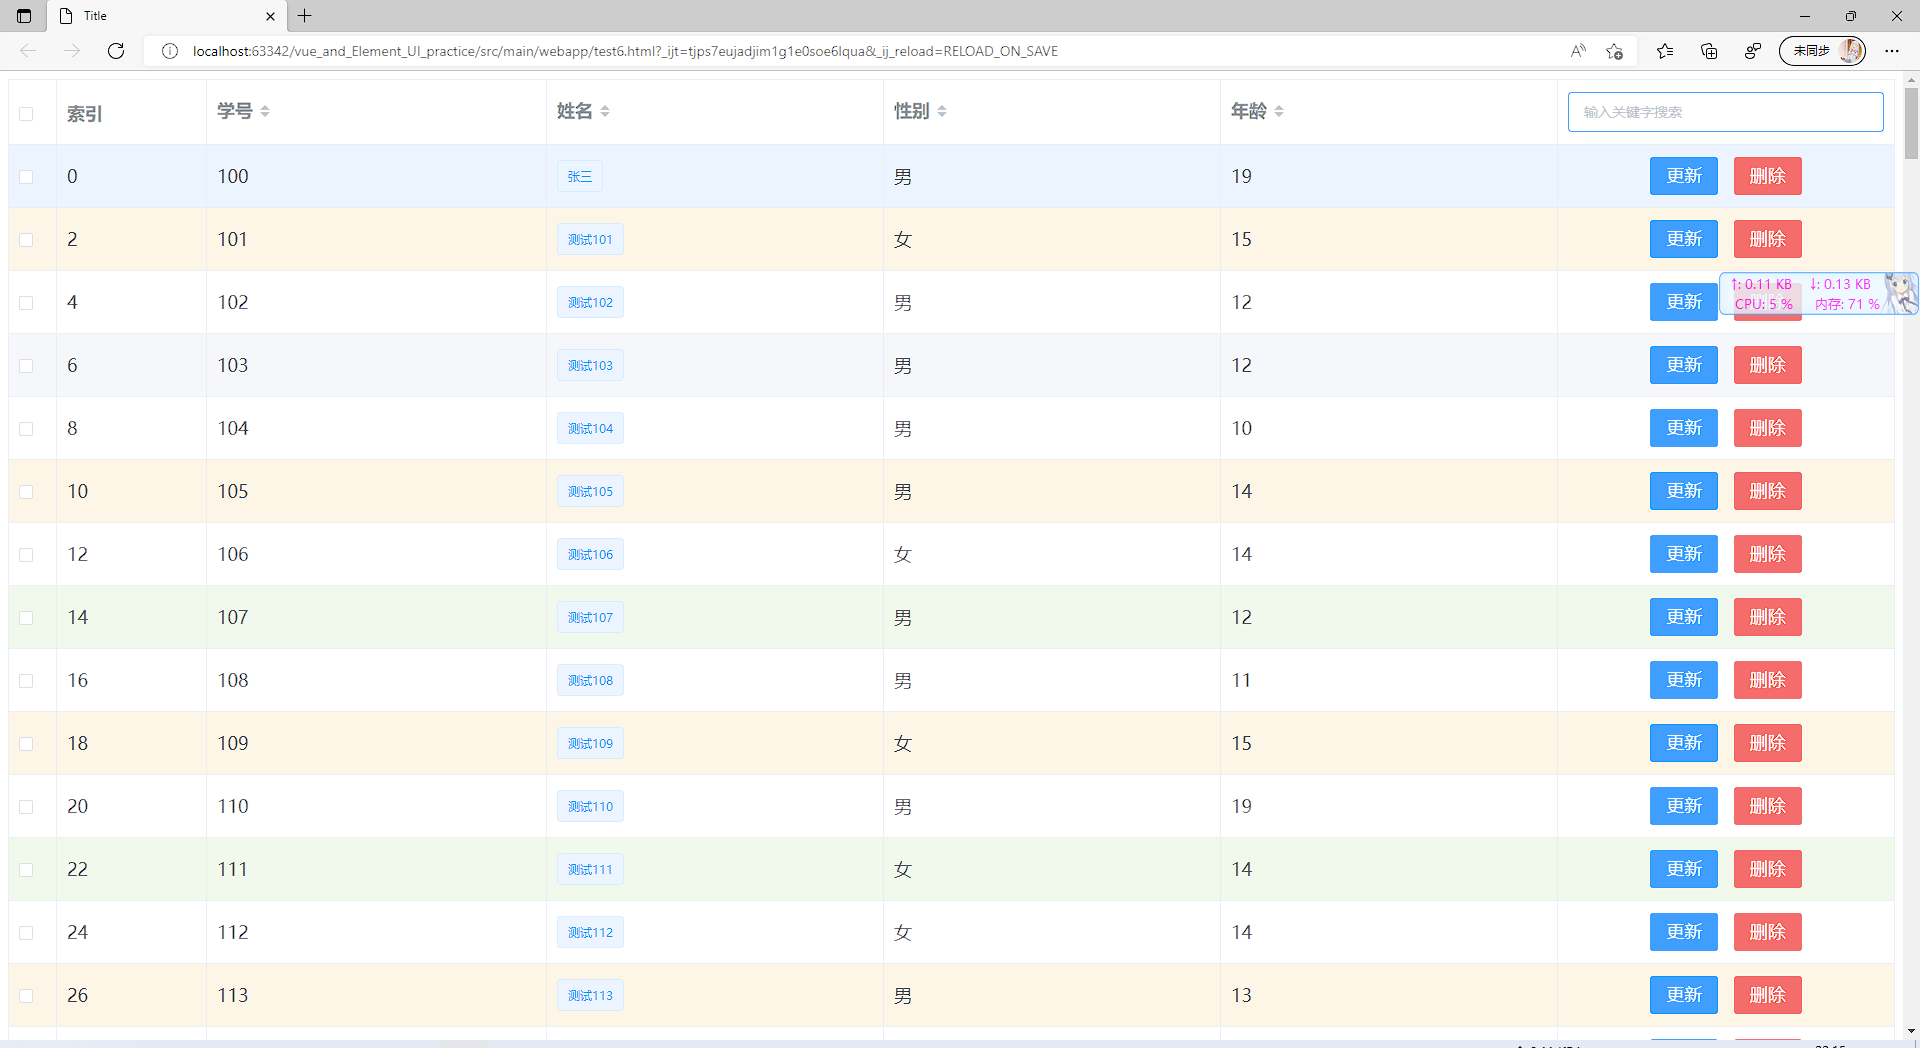 Title
localhost:63342/vue_and_Element_UI_practice/src/main/webapp/test6.html?_ijt=tjps7eujadjim1g1e0soe6lqua&_ij_reload=RELOAD_ON_SAVE
未同步
索引 学号 姓名 性别 年龄 输入关键字搜索
0 100 张三 男 19 更新 删除
2 101 测试101 女 15 更新 删除
4 102 测试102 男 12 更新
↑: 0.11 KB ↓: 0.13 KB
CPU: 5 % 内存: 71 %
6 103 测试103 男 12 更新 删除
8 104 测试104 男 10 更新 删除
10 105 测试105 男 14 更新 删除
12 106 测试106 女 14 更新 删除
14 107 测试107 男 12 更新 删除
16 108 测试108 男 11 更新 删除
18 109 测试109 女 15 更新 删除
20 110 测试110 男 19 更新 删除
22 111 测试111 女 14 更新 删除
24 112 测试112 女 14 更新 删除
26 113 测试113 男 13 更新 删除